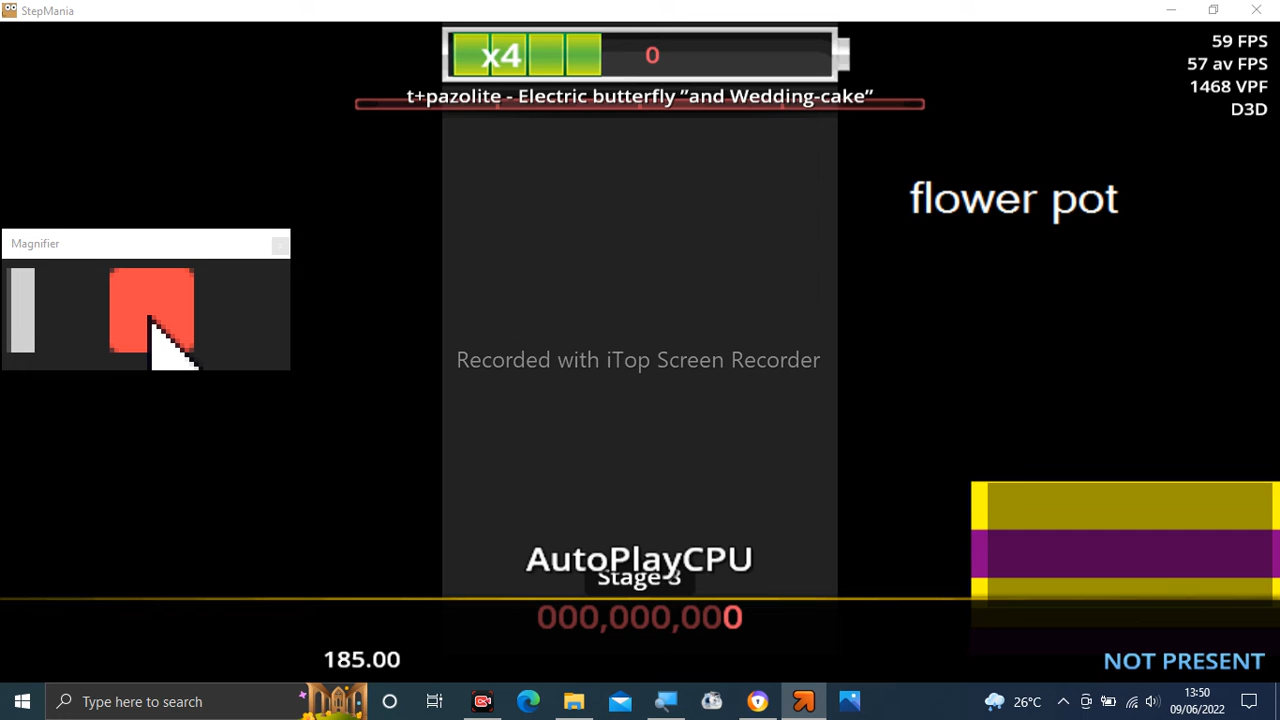 StepMania
x4
0
59 FPS
57 av FPS
1468 VPF
D3D
t+pazolite - Electric butterfly ”and Wedding-cake”
flower pot
Magnifier
Recorded with iTop Screen Recorder
AutoPlayCPU
Stage 3
000,000,000
185.00
NOT PRESENT
Type here to search
26°C
13:50
09/06/2022